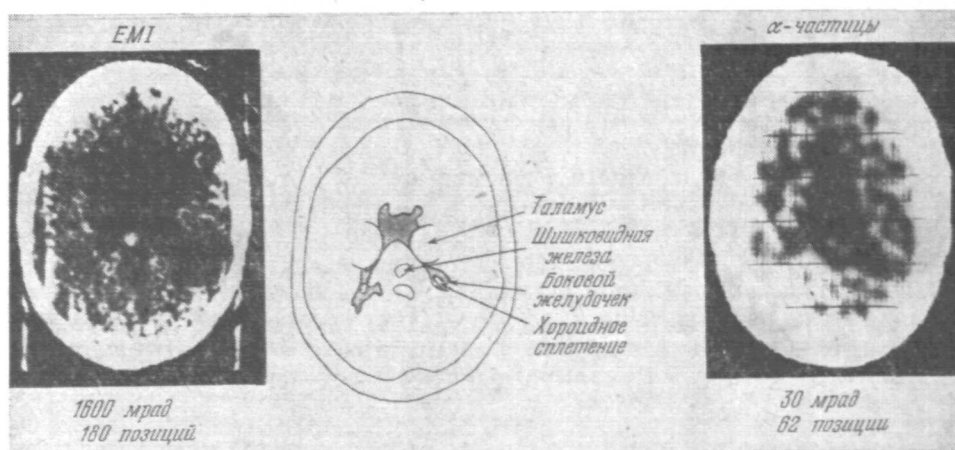 EMI
α-частицы
Таламус
Шишковидная
железа
Боковой
желудочек
Хороидное
сплетение
1600 мрад
180 позиций
30 мрад
62 позиции